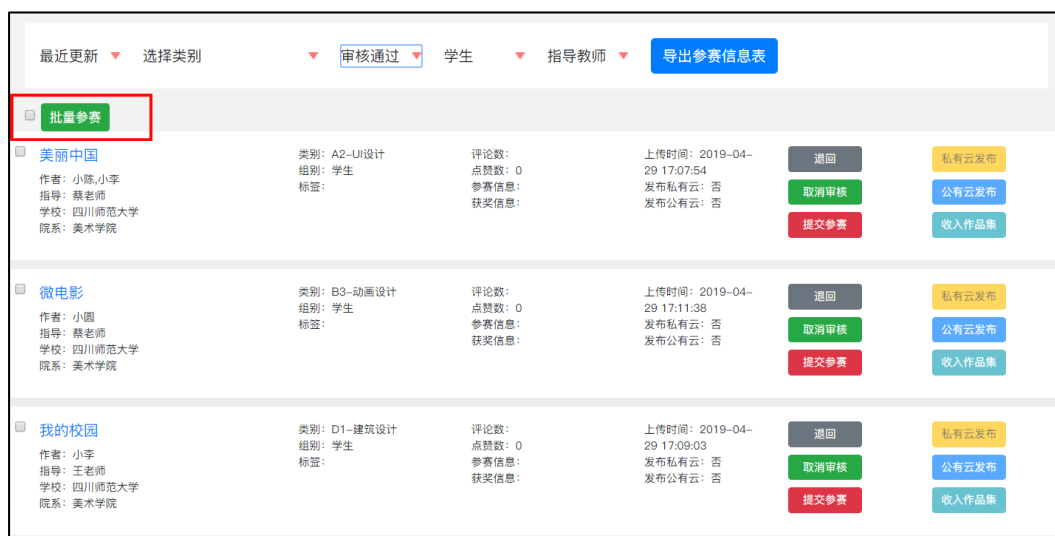 最近更新 选择类别 审核通过 学生 指导教师 导出参赛信息表
批量参赛
美丽中国
作者：小陈,小李
指导：蔡老师
学校：四川师范大学
院系：美术学院
类别：A2-UI设计
组别：学生
标签：
评论数：
点赞数：0
参赛信息：
获奖信息：
上传时间：2019-04-
29 17:07:54
发布私有云：否
发布公有云：否
退回
取消审核
提交参赛
私有云发布
公有云发布
收入作品集
微电影
作者：小圆
指导：蔡老师
学校：四川师范大学
院系：美术学院
类别：B3-动画设计
组别：学生
标签：
评论数：
点赞数：0
参赛信息：
获奖信息：
上传时间：2019-04-
29 17:11:38
发布私有云：否
发布公有云：否
退回
取消审核
提交参赛
私有云发布
公有云发布
收入作品集
我的校园
作者：小李
指导：王老师
学校：四川师范大学
院系：美术学院
类别：D1-建筑设计
组别：学生
标签：
评论数：
点赞数：0
参赛信息：
获奖信息：
上传时间：2019-04-
29 17:09:03
发布私有云：否
发布公有云：否
退回
取消审核
提交参赛
私有云发布
公有云发布
收入作品集